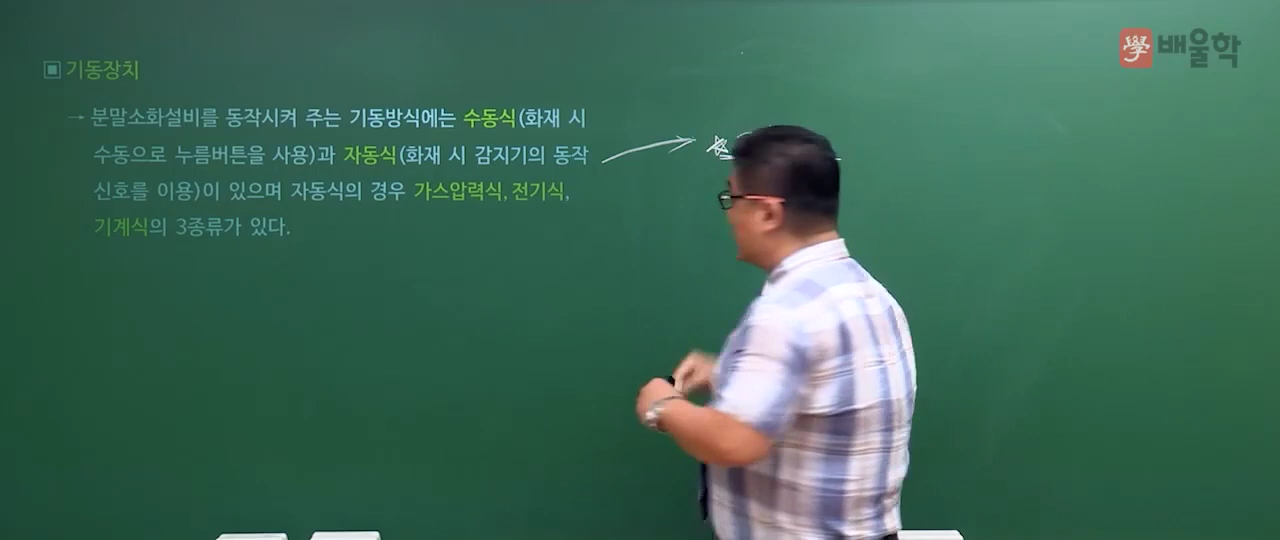 기동장치
→ 분말소화설비를 동작시켜 주는 기동방식에는 수동식(화재 시
수동으로 누름버튼을 사용)과 자동식(화재 시 감지기의 동작
신호를 이용)이 있으며 자동식의 경우 가스압력식, 전기식,
기계식의 3종류가 있다.
學 배울학